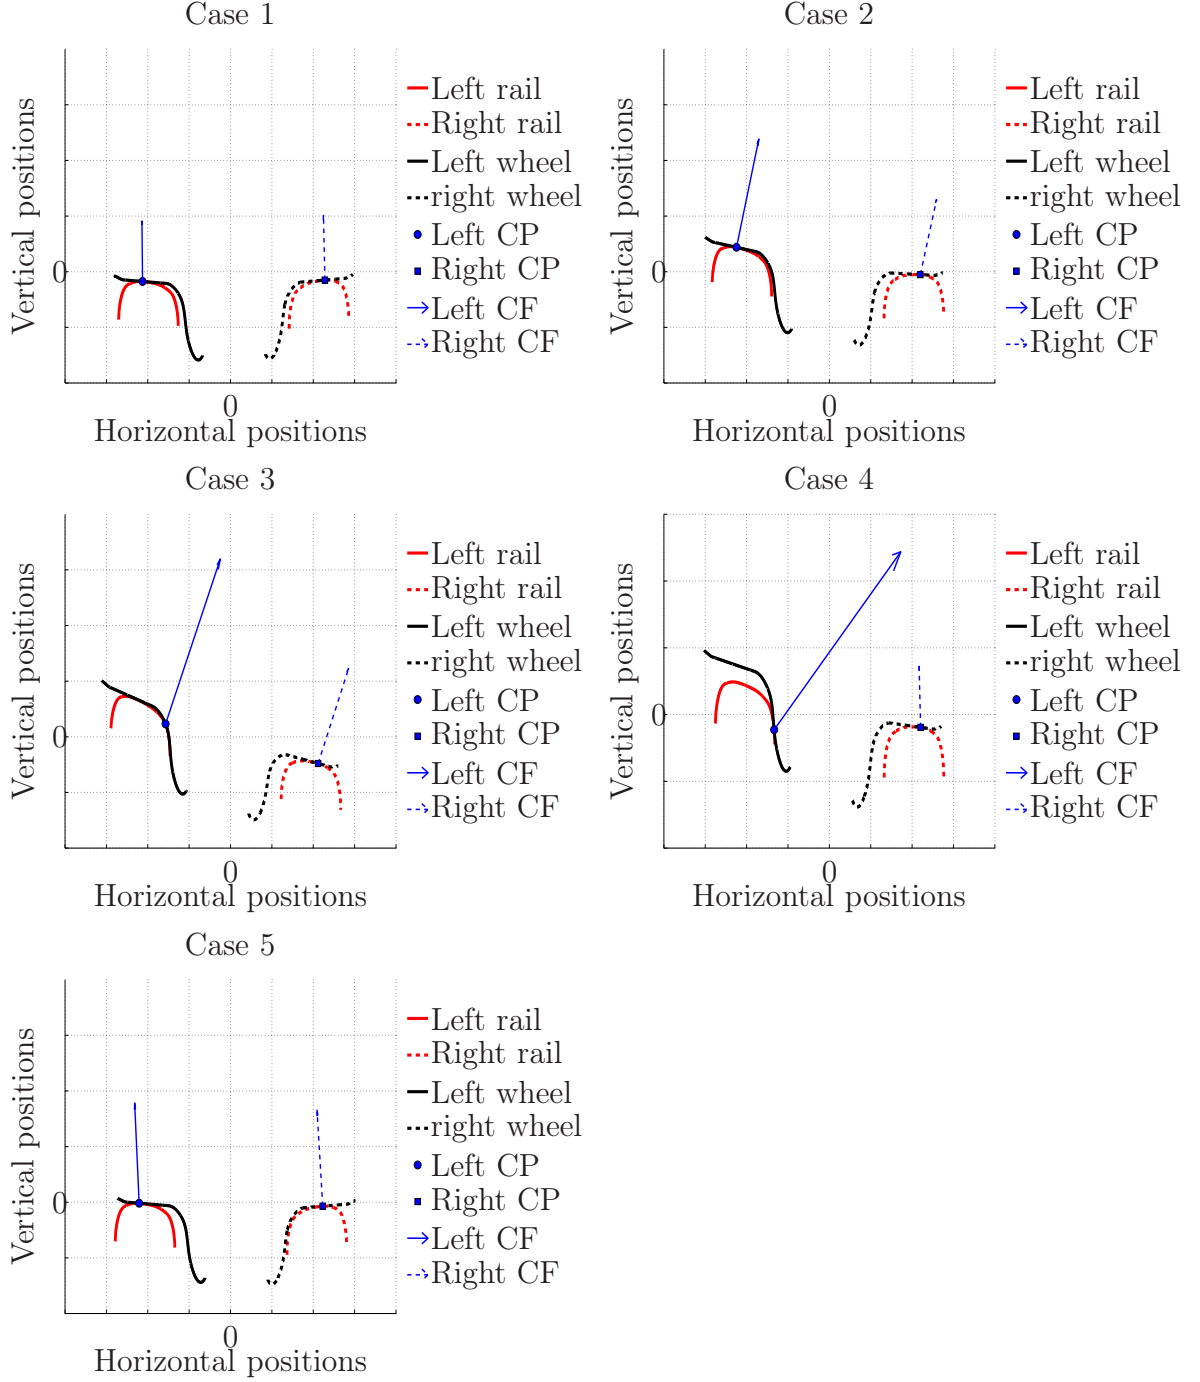 Case 1
Vertical positions
0
0
Horizontal positions
Left rail
Right rail
Left wheel
right wheel
Left CP
Right CP
Left CF
Right CF
Case 2
Vertical positions
0
0
Horizontal positions
Left rail
Right rail
Left wheel
right wheel
Left CP
Right CP
Left CF
Right CF
Case 3
Vertical positions
0
0
Horizontal positions
Left rail
Right rail
Left wheel
right wheel
Left CP
Right CP
Left CF
Right CF
Case 4
Vertical positions
0
0
Horizontal positions
Left rail
Right rail
Left wheel
right wheel
Left CP
Right CP
Left CF
Right CF
Case 5
Vertical positions
0
0
Horizontal positions
Left rail
Right rail
Left wheel
right wheel
Left CP
Right CP
Left CF
Right CF